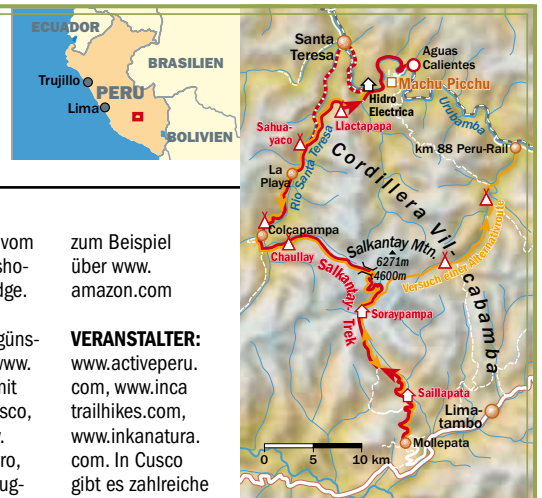 ECUADOR
BRASILIEN
Trujillo
PERU
Lima
BOLIVIEN
vom
sho-
dge.
güns-
www.
mit
sco,
ro,
ug-
zum Beispiel
über www.
amazon.com
VERANSTALTER:
www.activeperu.
com, www.inca
trailhikes.com,
www.inkanatura.
com. In Cusco
gibt es zahlreiche
Santa
Teresa
Aguas
Calientes
Machu Picchu
Hidro
Electrica
Urubamba
Llactapapa
Sahua-
yaco
km 88 Peru-Rail
La
Playa
Rio Santa Teresa
Cordillera Vil-
cabamba
Colcapampa
Chaullay
Salkantay Mtn.
6271m
4600m
Versuch einer Alternativroute
Salkantay-
Trek
Soraypampa
Saillapata
Lima-
tambo
Mollepata
0 5 10 km